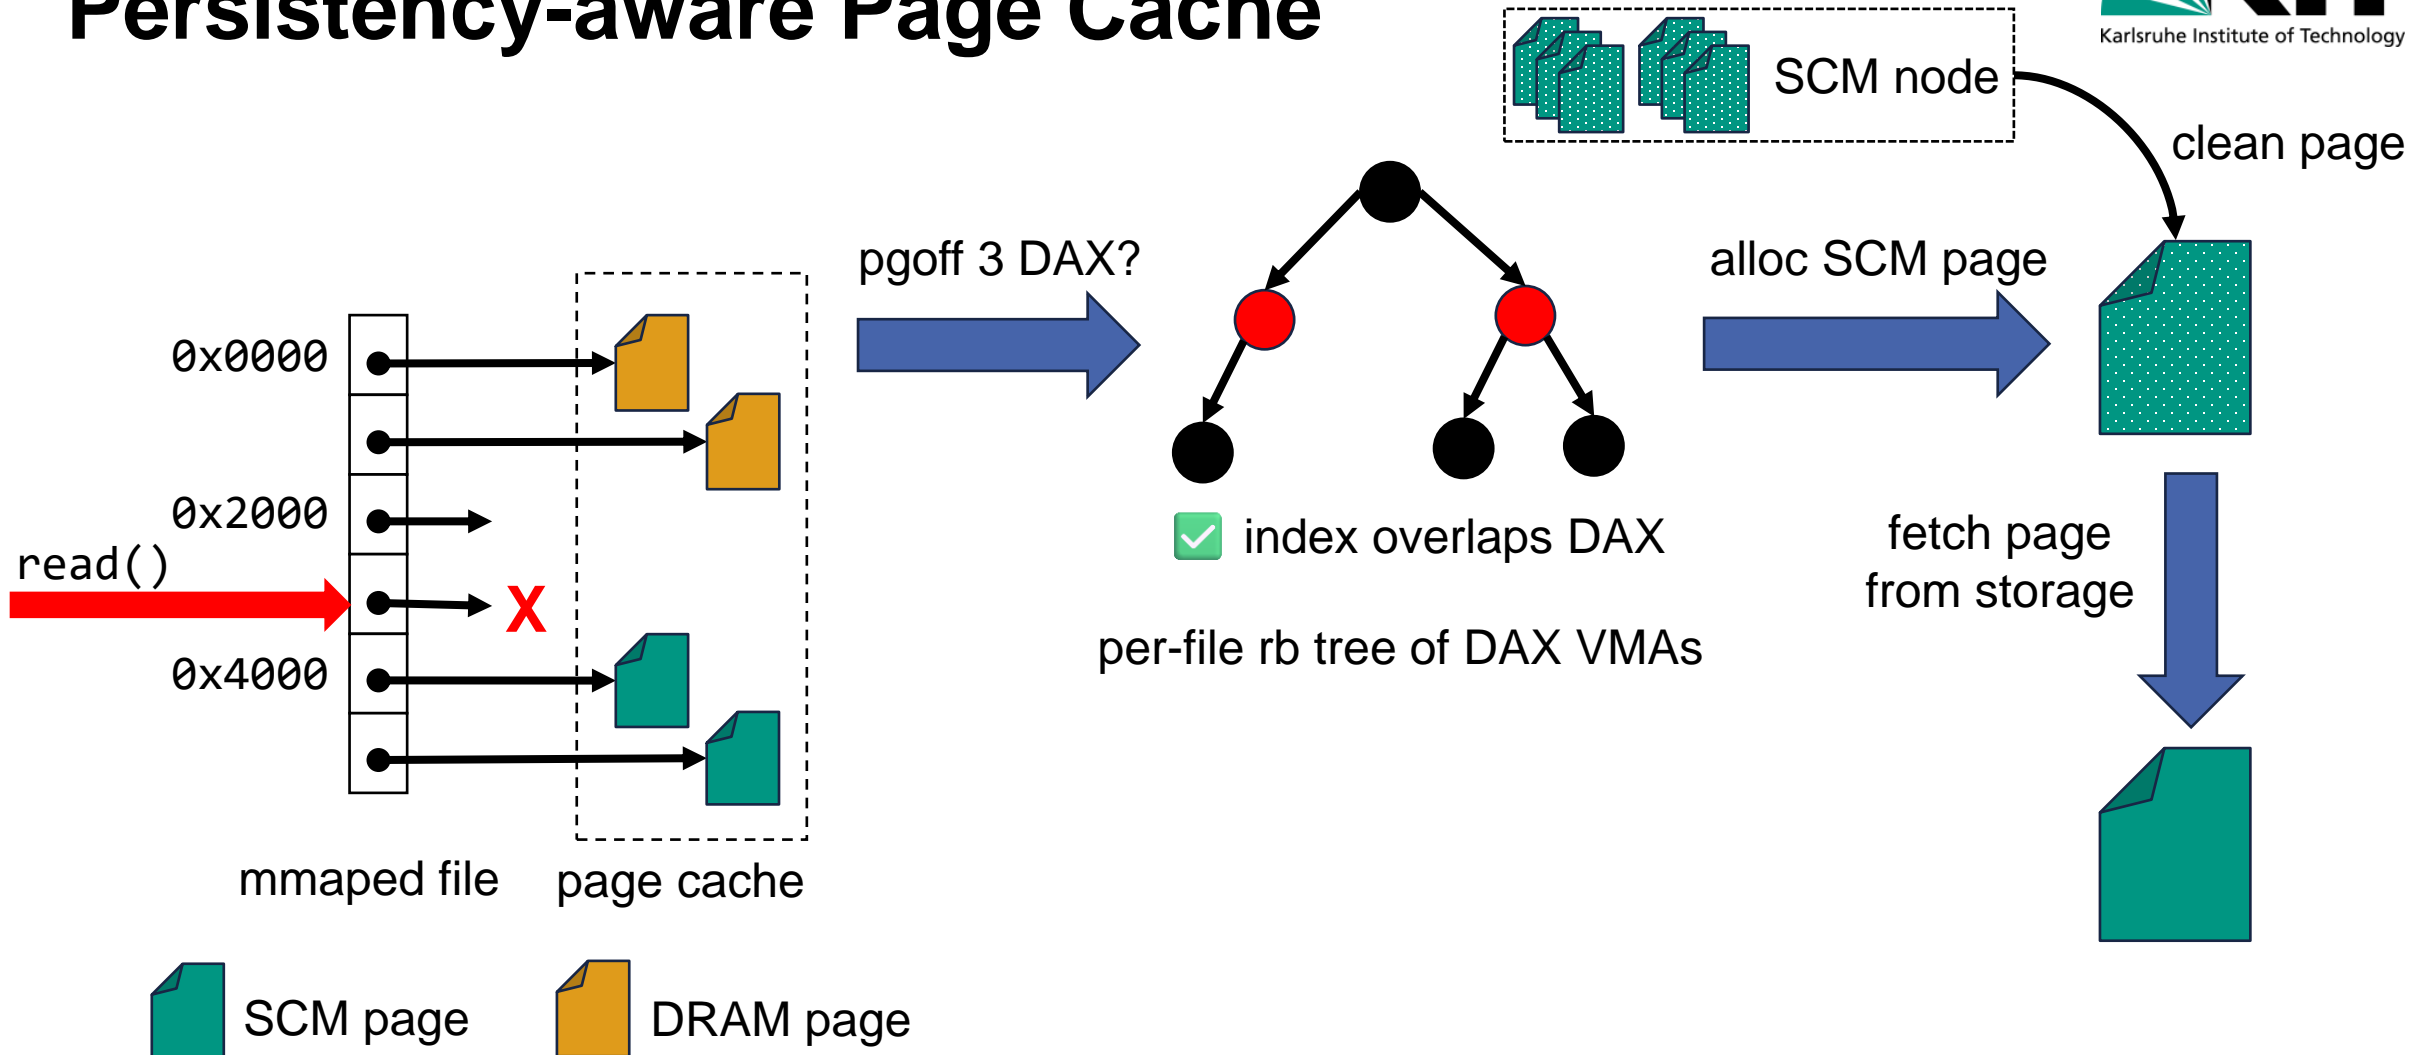 Persistency-aware Page Cache
Karlsruhe Institute of Technology
SCM node
clean page
pgoff 3 DAX?
alloc SCM page
0x0000
0x2000
read()
X
0x4000
index overlaps DAX
per-file rb tree of DAX VMAs
fetch page
from storage
mmaped file
page cache
SCM page
DRAM page